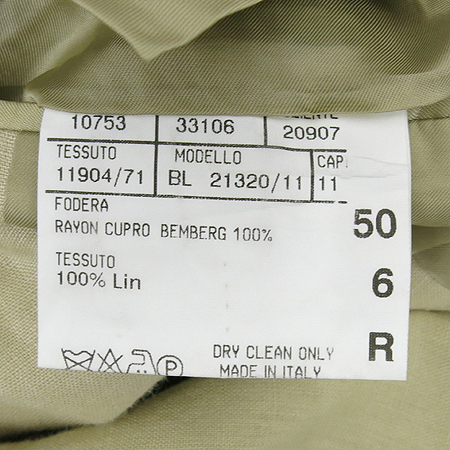 10753 33106 20907
TESSUTO MODELLO CAP.
11904/71 BL 21320/11 11
FODERA
RAYON CUPRO BEMBERG 100%
50
TESSUTO
100% Lin
6
R
P
DRY CLEAN ONLY
MADE IN ITALY